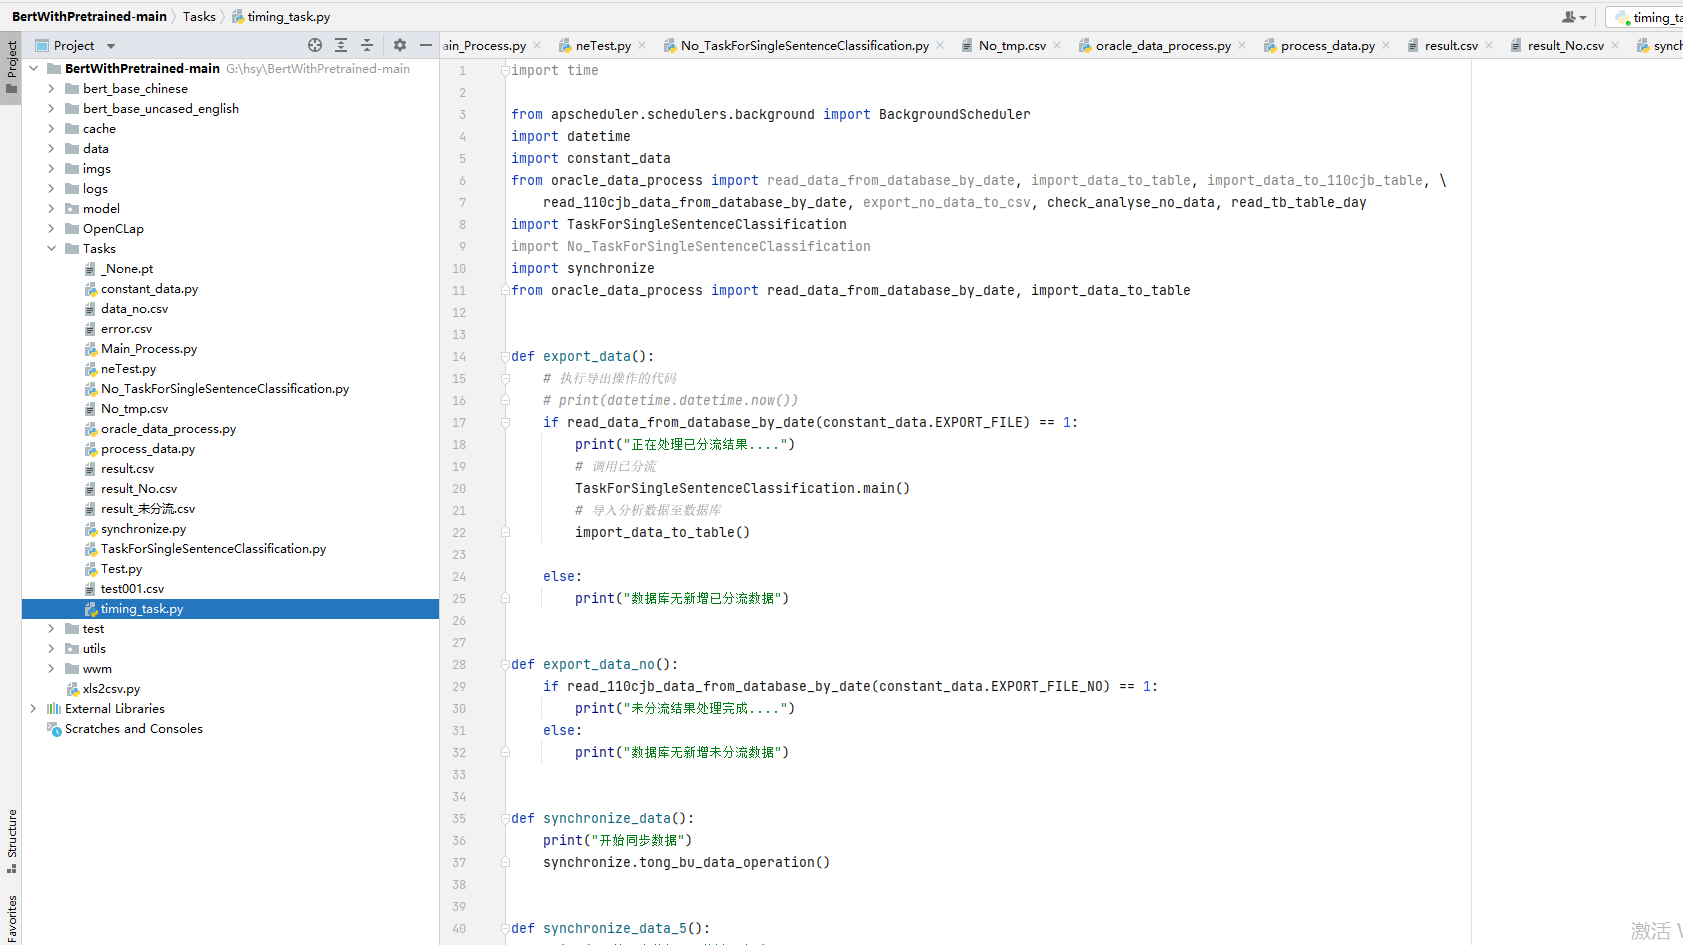 BertWithPretrained-main
Tasks
timing_task.py
timing_ta
Project
Project
ain_Process.py
neTest.py
No_TaskForSingleSentenceClassification.py
No_tmp.csv
oracle_data_process.py
process_data.py
result.csv
result_No.csv
synch
BertWithPretrained-main G:\hsy\BertWithPretrained-main
bert_base_chinese
bert_base_uncased_english
cache
data
imgs
logs
model
OpenCLap
Tasks
_None.pt
constant_data.py
data_no.csv
error.csv
Main_Process.py
neTest.py
No_TaskForSingleSentenceClassification.py
No_tmp.csv
oracle_data_process.py
process_data.py
result.csv
result_No.csv
result_未分流.csv
synchronize.py
TaskForSingleSentenceClassification.py
Test.py
test001.csv
timing_task.py
test
utils
wwm
xls2csv.py
External Libraries
Scratches and Consoles
Structure
Favorites
1 import time
2
3 from apscheduler.schedulers.background import BackgroundScheduler
4 import datetime
5 import constant_data
6 from oracle_data_process import read_data_from_database_by_date, import_data_to_table, import_data_to_110cjb_table, \
7 read_110cjb_data_from_database_by_date, export_no_data_to_csv, check_analyse_no_data, read_tb_table_day
8 import TaskForSingleSentenceClassification
9 import No_TaskForSingleSentenceClassification
10 import synchronize
11 from oracle_data_process import read_data_from_database_by_date, import_data_to_table
12
13
14 def export_data():
15 # 执行导出操作的代码
16 # print(datetime.datetime.now())
17 if read_data_from_database_by_date(constant_data.EXPORT_FILE) == 1:
18 print("正在处理已分流结果....")
19 # 调用已分流
20 TaskForSingleSentenceClassification.main()
21 # 导入分析数据至数据库
22 import_data_to_table()
23
24 else:
25 print("数据库无新增已分流数据")
26
27
28 def export_data_no():
29 if read_110cjb_data_from_database_by_date(constant_data.EXPORT_FILE_NO) == 1:
30 print("未分流结果处理完成....")
31 else:
32 print("数据库无新增未分流数据")
33
34
35 def synchronize_data():
36 print("开始同步数据")
37 synchronize.tong_bu_data_operation()
38
39
40 def synchronize_data_5():
激活 W